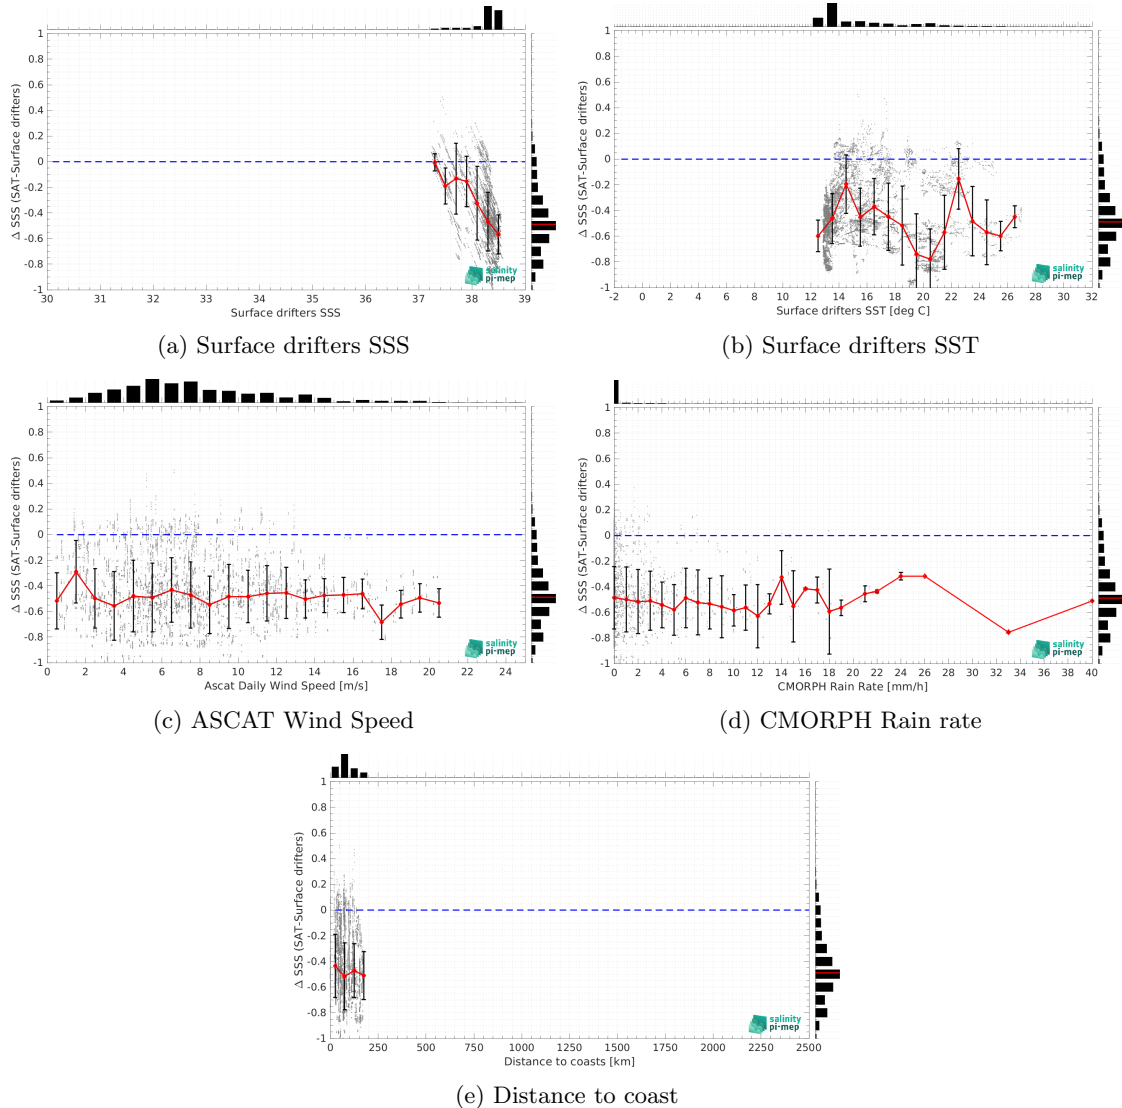 1
0.8
0.6
0.4
0.2
0
-0.2
-0.4
-0.6
-0.8
-1
Δ SSS (SAT-Surface drifters)
30 31 32 33 34 35 36 37 38 39
Surface drifters SSS
salinity
pi-mep
(a) Surface drifters SSS
1
0.8
0.6
0.4
0.2
0
-0.2
-0.4
-0.6
-0.8
-1
Δ SSS (SAT-Surface drifters)
-2 0 2 4 6 8 10 12 14 16 18 20 22 24 26 28 30 32
Surface drifters SST [deg C]
salinity
pi-mep
(b) Surface drifters SST
1
0.8
0.6
0.4
0.2
0
-0.2
-0.4
-0.6
-0.8
-1
Δ SSS (SAT-Surface drifters)
0 2 4 6 8 10 12 14 16 18 20 22 24
Ascat Daily Wind Speed [m/s]
salinity
pi-mep
(c) ASCAT Wind Speed
1
0.8
0.6
0.4
0.2
0
-0.2
-0.4
-0.6
-0.8
-1
Δ SSS (SAT-Surface drifters)
0 2 4 6 8 10 12 14 16 18 20 22 24 26 28 30 32 34 36 38 40
CMORPH Rain Rate [mm/h]
salinity
pi-mep
(d) CMORPH Rain rate
1
0.8
0.6
0.4
0.2
0
-0.2
-0.4
-0.6
-0.8
-1
Δ SSS (SAT-Surface drifters)
0 250 500 750 1000 1250 1500 1750 2000 2250 2500
Distance to coasts [km]
salinity
pi-mep
(e) Distance to coast